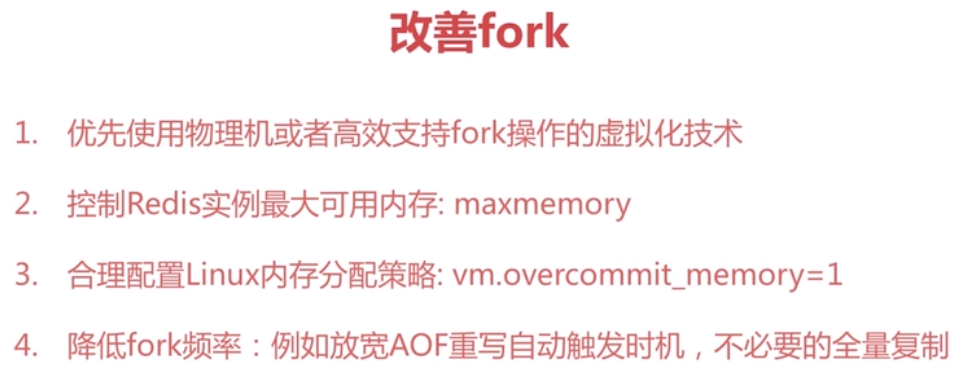 改善fork
1. 优先使用物理机或者高效支持fork操作的虚拟化技术
2. 控制Redis实例最大可用内存: maxmemory
3. 合理配置Linux内存分配策略: vm.overcommit_memory=1
4. 降低fork频率：例如放宽AOF重写自动触发时机，不必要的全量复制